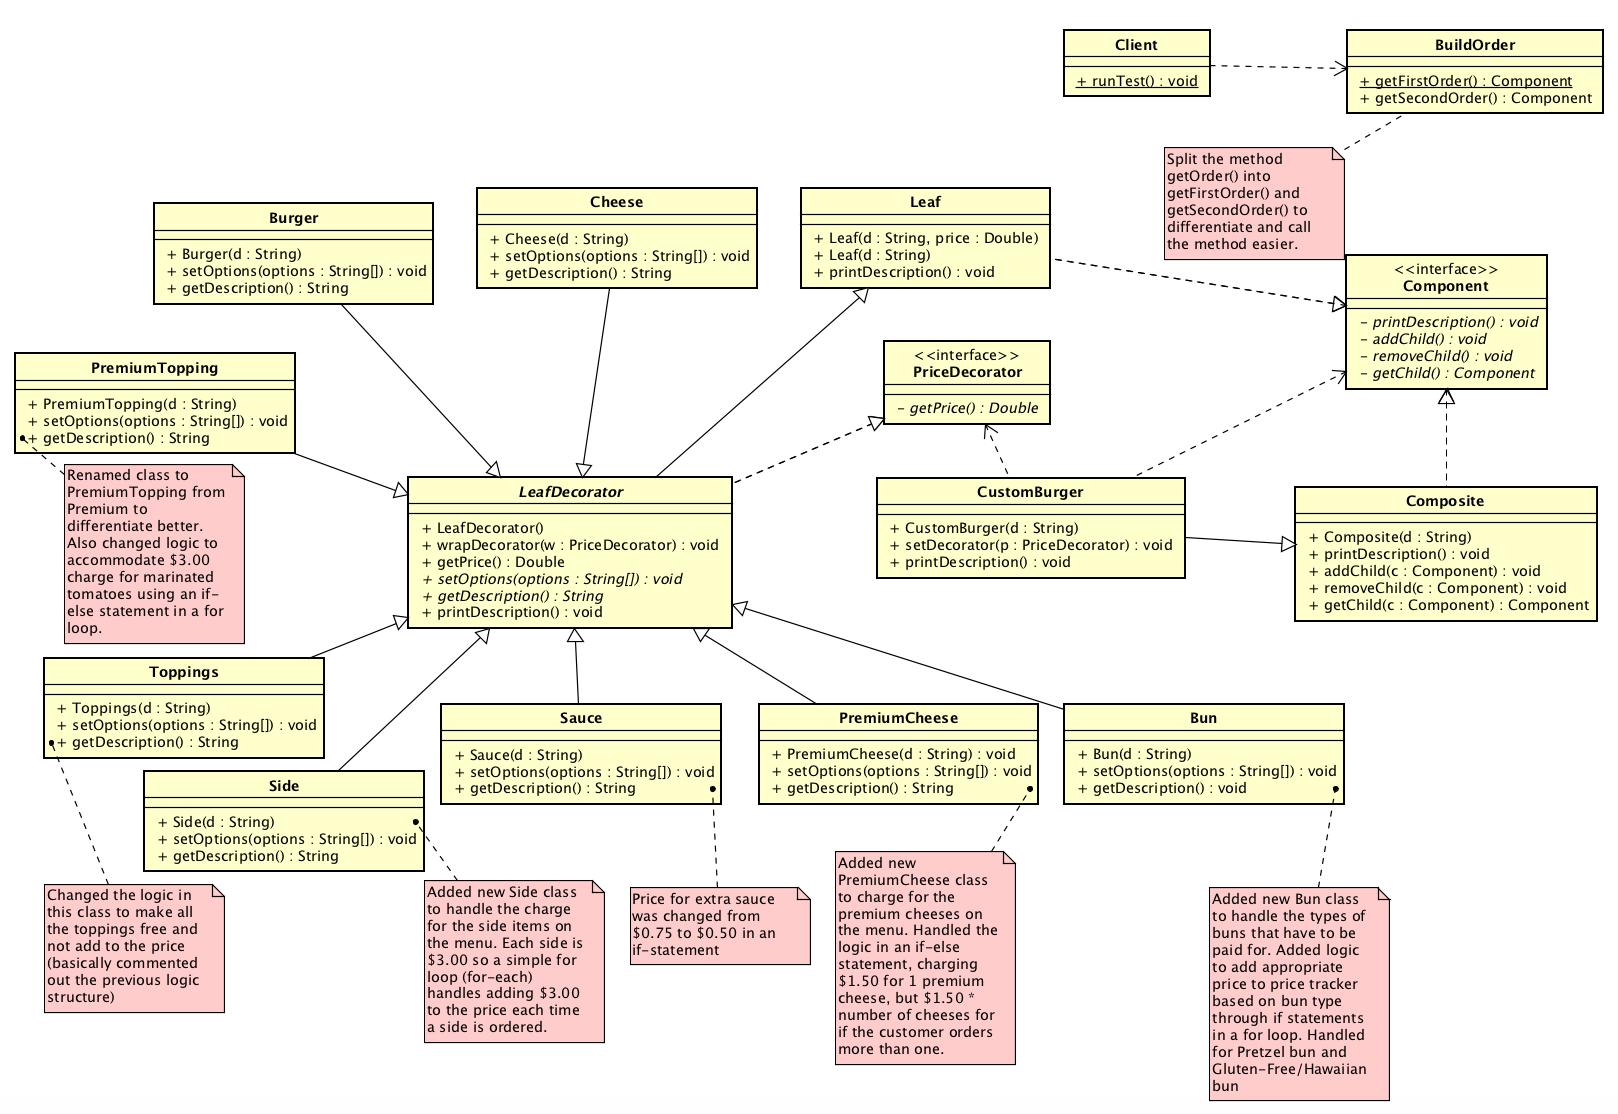 Client
+ runTest() : void
BuildOrder
+ getFirstOrder() : Component
+ getSecondOrder() : Component
Split the method
getOrder() into
getFirstOrder() and
getSecondOrder() to
differentiate and call
the method easier.
Burger
+ Burger(d : String)
+ setOptions(options : String[]) : void
+ getDescription() : String
Cheese
+ Cheese(d : String)
+ setOptions(options : String[]) : void
+ getDescription() : String
Leaf
+ Leaf(d : String, price : Double)
+ Leaf(d : String)
+ printDescription() : void
<<interface>>
Component
- printDescription() : void
- addChild() : void
- removeChild() : void
- getChild() : Component
<<interface>>
PriceDecorator
- getPrice() : Double
PremiumTopping
+ PremiumTopping(d : String)
+ setOptions(options : String[]) : void
+ getDescription() : String
Renamed class to
PremiumTopping from
Premium to
differentiate better.
Also changed logic to
accommodate $3.00
charge for marinated
tomatoes using an if-
else statement in a for
loop.
LeafDecorator
+ LeafDecorator()
+ wrapDecorator(w : PriceDecorator) : void
+ getPrice() : Double
+ setOptions(options : String[]) : void
+ getDescription() : String
+ printDescription() : void
CustomBurger
+ CustomBurger(d : String)
+ setDecorator(p : PriceDecorator) : void
+ printDescription() : void
Composite
+ Composite(d : String)
+ printDescription() : void
+ addChild(c : Component) : void
+ removeChild(c : Component) : void
+ getChild(c : Component) : Component
Toppings
+ Toppings(d : String)
+ setOptions(options : String[]) : void
+ getDescription() : String
Side
+ Side(d : String)
+ setOptions(options : String[]) : void
+ getDescription() : String
Sauce
+ Sauce(d : String)
+ setOptions(options : String[]) : void
+ getDescription() : String
PremiumCheese
+ PremiumCheese(d : String) : void
+ setOptions(options : String[]) : void
+ getDescription() : String
Bun
+ Bun(d : String)
+ setOptions(options : String[]) : void
+ getDescription() : void
Changed the logic in
this class to make all
the toppings free and
not add to the price
(basically commented
out the previous logic
structure)
Added new Side class
to handle the charge
for the side items on
the menu. Each side is
$3.00 so a simple for
loop (for-each)
handles adding $3.00
to the price each time
a side is ordered.
Price for extra sauce
was changed from
$0.75 to $0.50 in an
if-statement
Added new
PremiumCheese class
to charge for the
premium cheeses on
the menu. Handled the
logic in an if-else
statement, charging
$1.50 for 1 premium
cheese, but $1.50 *
number of cheeses for
if the customer orders
more than one.
Added new Bun class
to handle the types of
buns that have to be
paid for. Added logic
to add appropriate
price to price tracker
based on bun type
through if statements
in a for loop. Handled
for Pretzel bun and
Gluten-Free/Hawaiian
bun